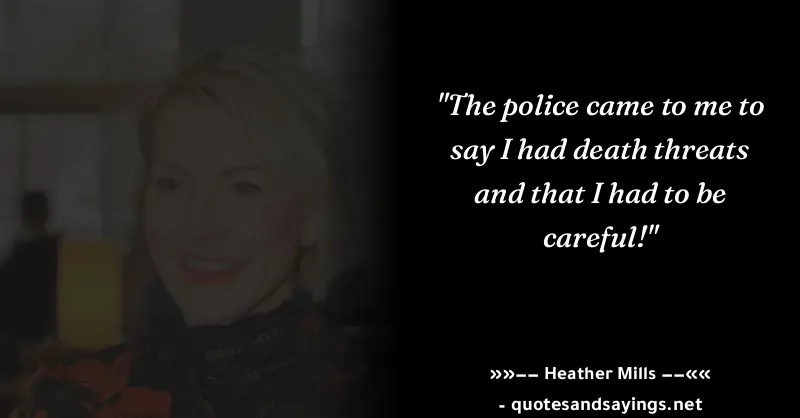 "The police came to me to
say I had death threats
and that I had to be
careful!"
»»−− Heather Mills −−««
- quotesandsayings.net